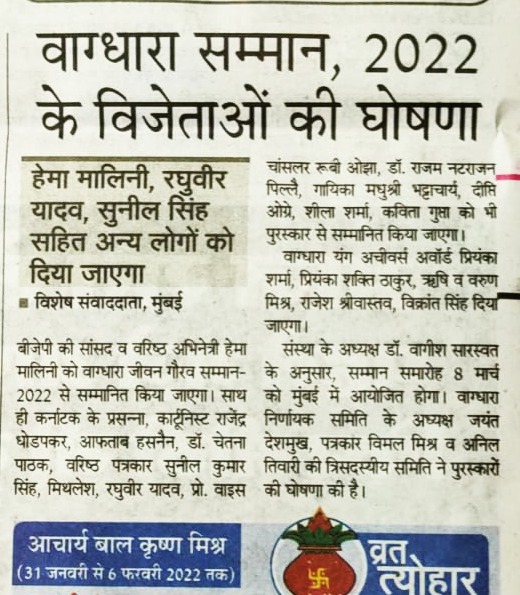 वाग्धारा सम्मान, 2022
के विजेताओं की घोषणा
हेमा मालिनी, रघुवीर
यादव, सुनील सिंह
सहित अन्य लोगों को
दिया जाएगा
■ विशेष संवाददाता, मुंबई
बीजेपी की सांसद व वरिष्ठ अभिनेत्री हेमा
मालिनी को वाग्धारा जीवन गौरव सम्मान-
2022 से सम्मानित किया जाएगा। साथ
ही कर्नाटक के प्रसन्ना, कार्टूनिस्ट राजेंद्र
धोडपकर, आफताब हसनैन, डॉ. चेतना
पाठक, वरिष्ठ पत्रकार सुनील कुमार
सिंह, मिथलेश, रघुवीर यादव, प्रो. वाइस
चांसलर रूबी ओझा, डॉ. राजम नटराजन
पिल्लै, गायिका मधुश्री भट्टाचार्य, दीप्ति
ओग्रे, शीला शर्मा, कविता गुप्ता को भी
पुरस्कार से सम्मानित किया जाएगा।
वाग्धारा यंग अचीवर्स अवॉर्ड प्रियंका
शर्मा, प्रियंका शक्ति ठाकुर, ऋषि व वरुण
मिश्र, राजेश श्रीवास्तव, विक्रांत सिंह दिया
जाएगा।
संस्था के अध्यक्ष डॉ. वागीश सारस्वत
के अनुसार, सम्मान समारोह 8 मार्च
को मुंबई में आयोजित होगा। वाग्धारा
निर्णायक समिति के अध्यक्ष जयंत
देशमुख, पत्रकार विमल मिश्र व अनिल
तिवारी की त्रिसदस्यीय समिति ने पुरस्कारों
की घोषणा की है।
आचार्य बाल कृष्ण मिश्र
(31 जनवरी से 6 फरवरी 2022 तक)
व्रत
त्योहार